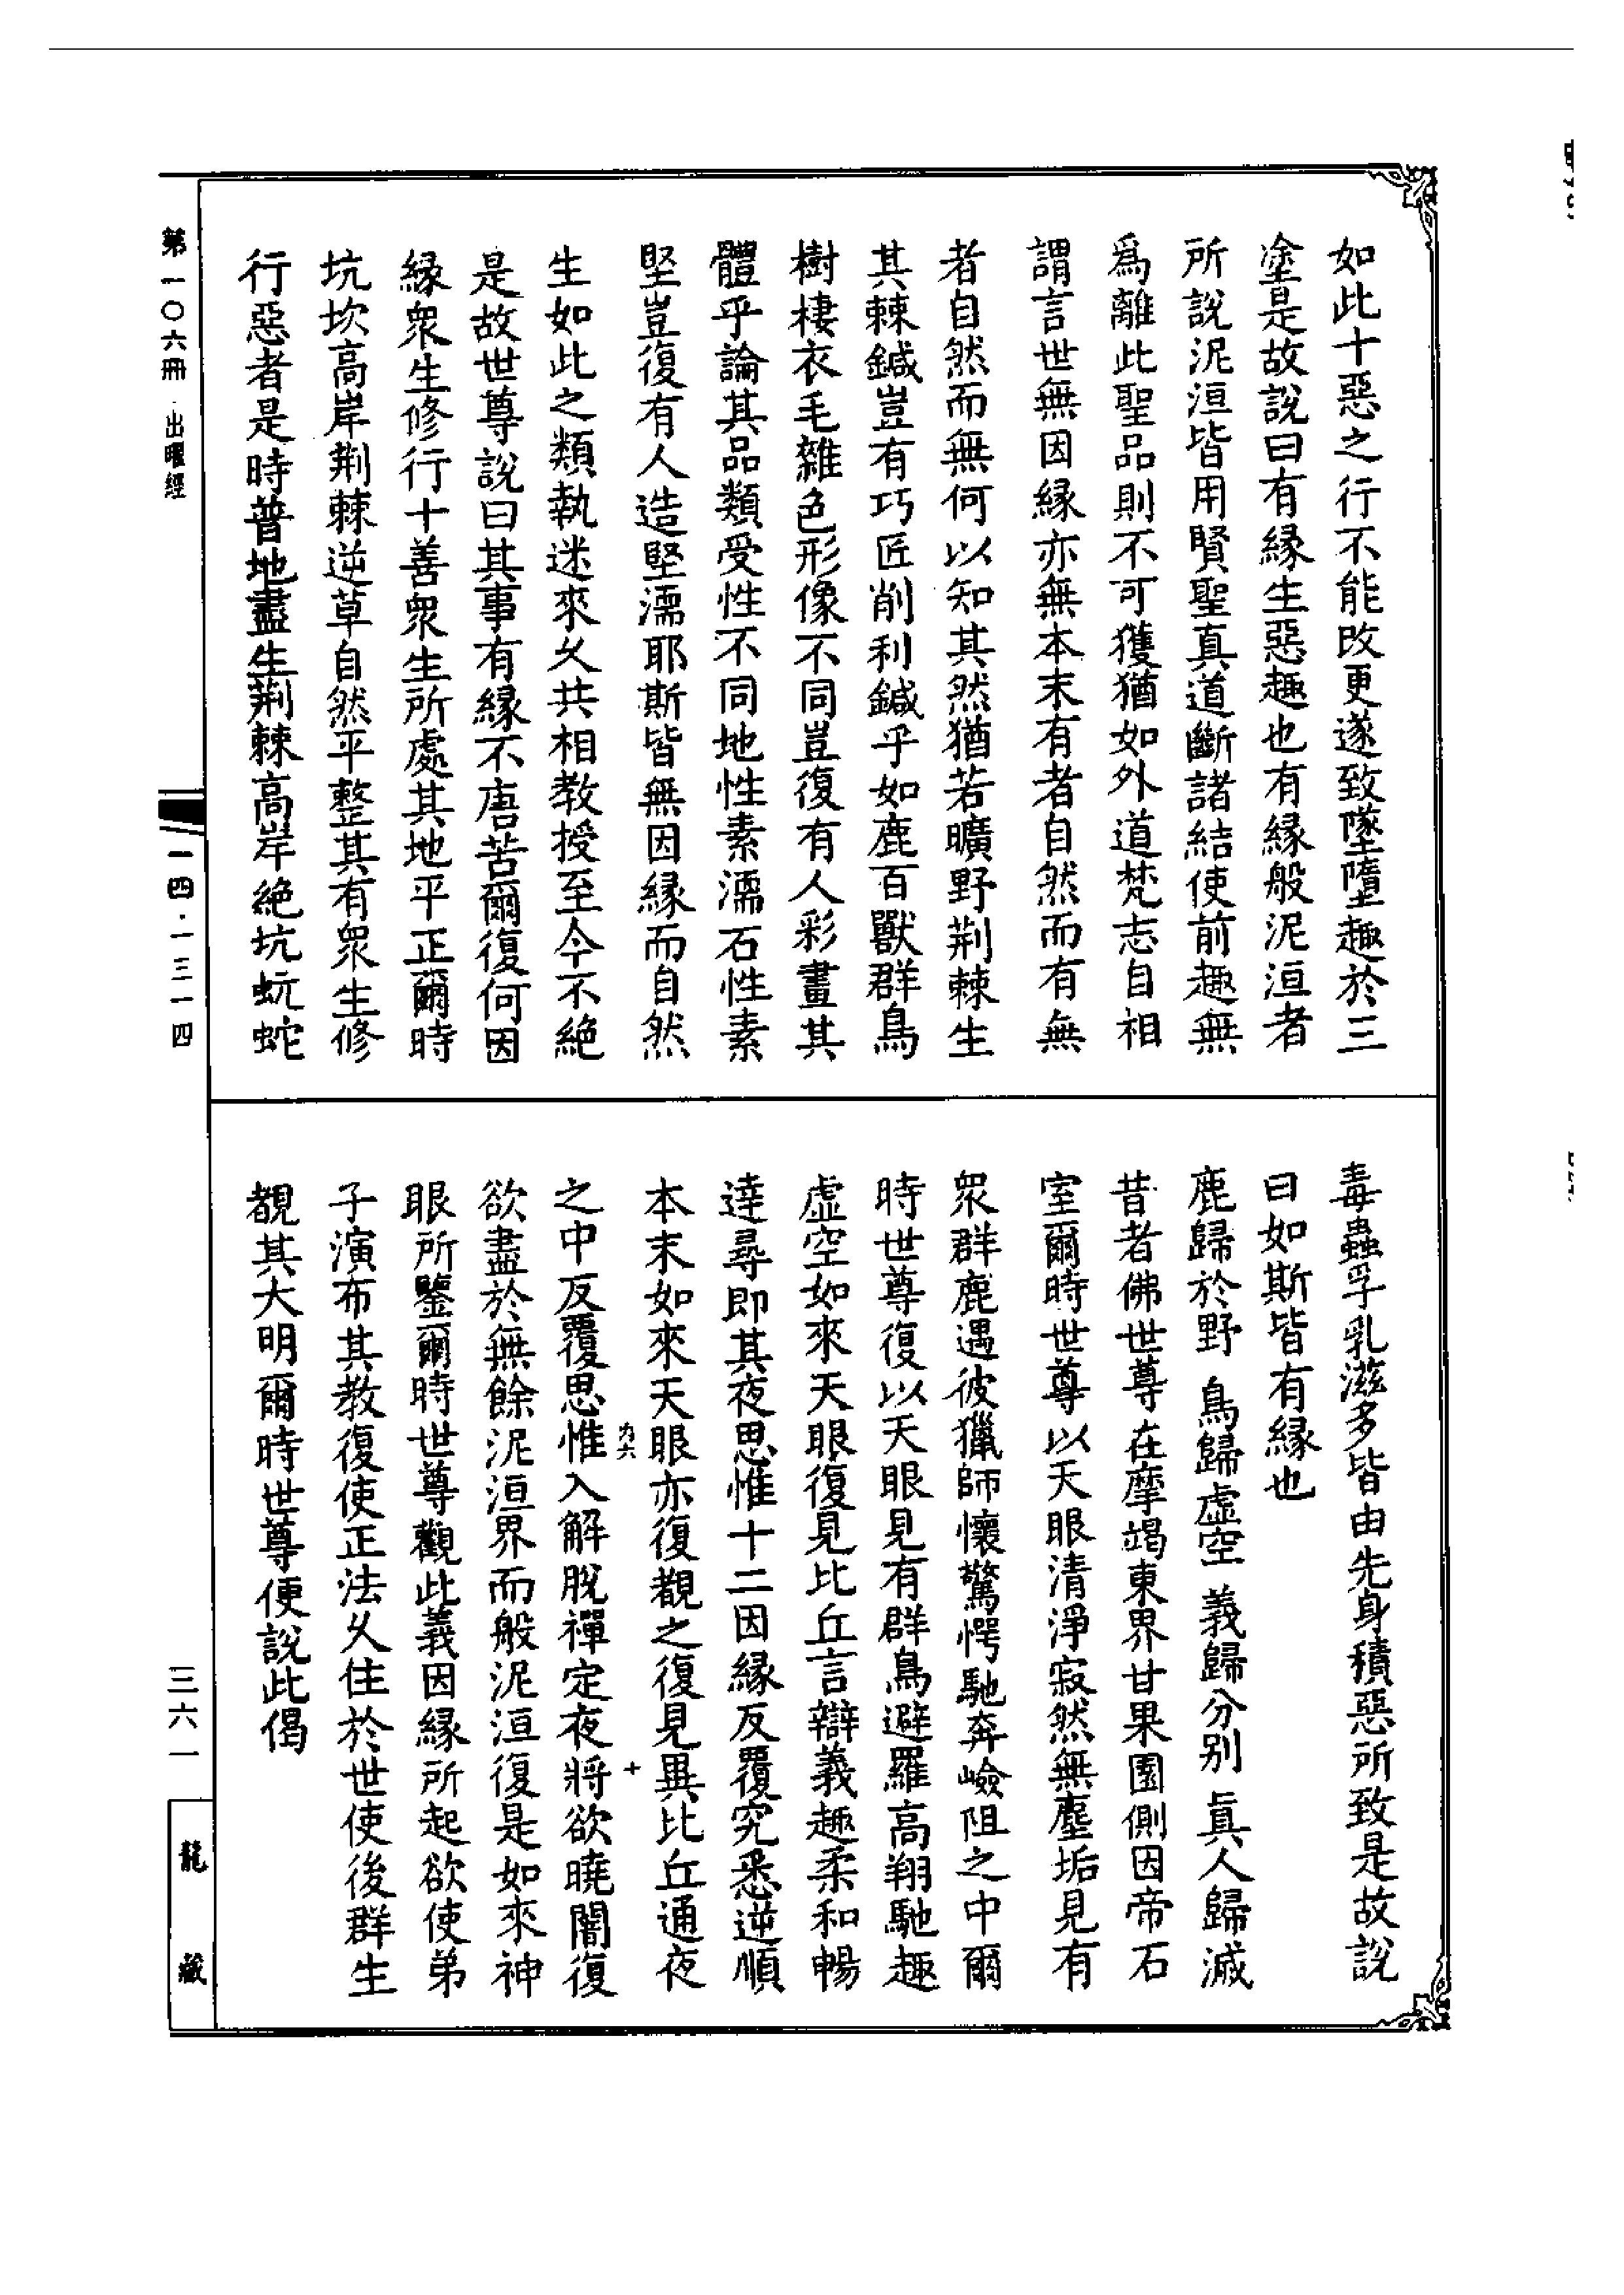 如此十惡之行不能改更遂致墜墮趣於三
塗是故說曰有緣生惡趣也有緣般泥洹者
所說泥洹皆用賢聖真道斷諸結使前趣無
爲離此聖品則不可獲猶如外道梵志自相
謂言世無因緣亦無本末有者自然而有無
者自然而無何以知其然猶若曠野荆棘生
其棘鍼豈有巧匠削利鍼乎如鹿百獸群鳥
樹棲衣毛雜色形像不同豈復有人彩畫其
體乎論其品類受性不同地性素濡石性素
堅豈復有人造堅濡耶斯皆無因緣而自然
生如此之類執迷來久共相教授至今不絕
是故世尊說曰其事有緣不唐苦爾復何因
緣衆生修行十善衆生所處其地平正爾時
坑坎高岸荆棘逆草自然平整其有衆生修
行惡者是時普地盡生荆棘高岸絕坑蚖蛇
毒蟲孚乳滋多皆由先身積惡所致是故說
曰如斯皆有緣也
鹿歸於野 鳥歸虛空 義歸分別 眞人歸滅
昔者佛世尊在摩竭東界甘果園側因帝石
室爾時世尊以天眼清淨寂然無塵垢見有
衆群鹿遇彼獵師懷驚愕馳奔嶮阻之中爾
時世尊復以天眼見有群鳥避羅高翔馳趣
虛空如來天眼復見比丘言辯義趣柔和暢
達尋即其夜思惟十二因緣反覆究悉逆順
本末如來天眼亦復覩之復見異比丘通夜
之中反覆思惟入解脫禪定夜將欲曉闇復
欲盡於無餘泥洹界而般泥洹復是如來神
眼所鑒爾時世尊觀此義因緣所起欲使弟
子演布其教復使正法久住於世使後群生
覩其大明爾時世尊便說此偈
力六
十
第一〇六冊 出曜經
一四·一三一四
三六一
龍藏